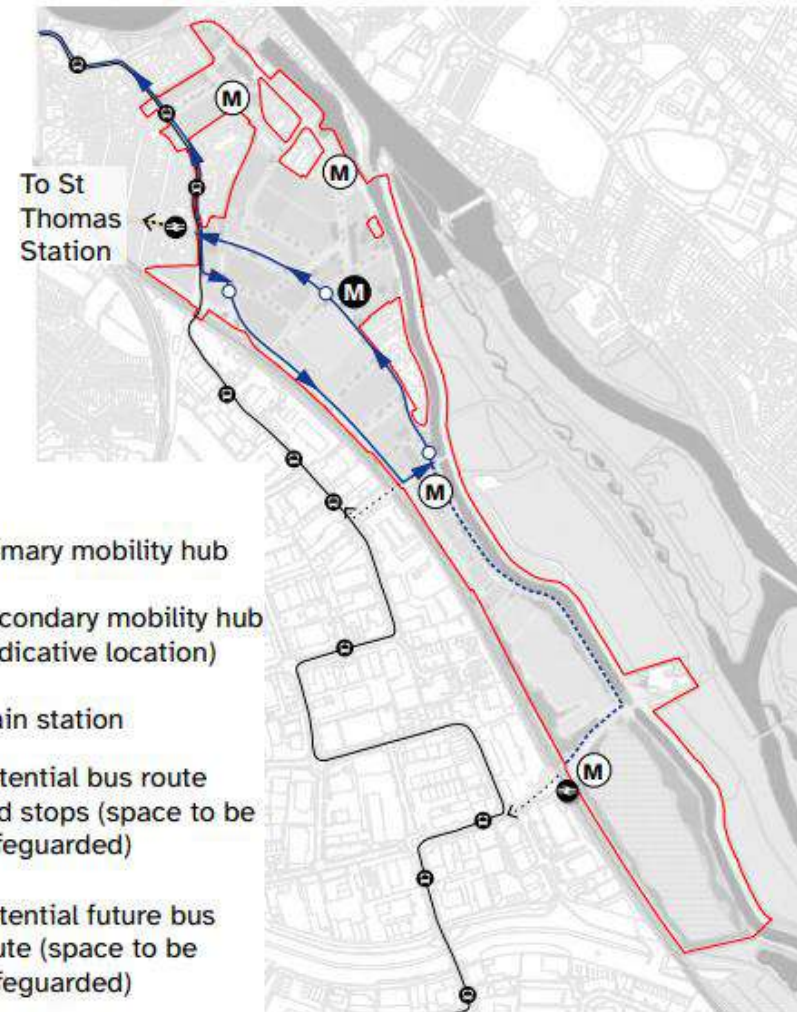 M
M
To St
Thomas
Station
M
M
mary mobility hub
condary mobility hub
dicative location)
in station
tential bus route
d stops (space to be
feguarded)
M
tential future bus
ute (space to be
feguarded)